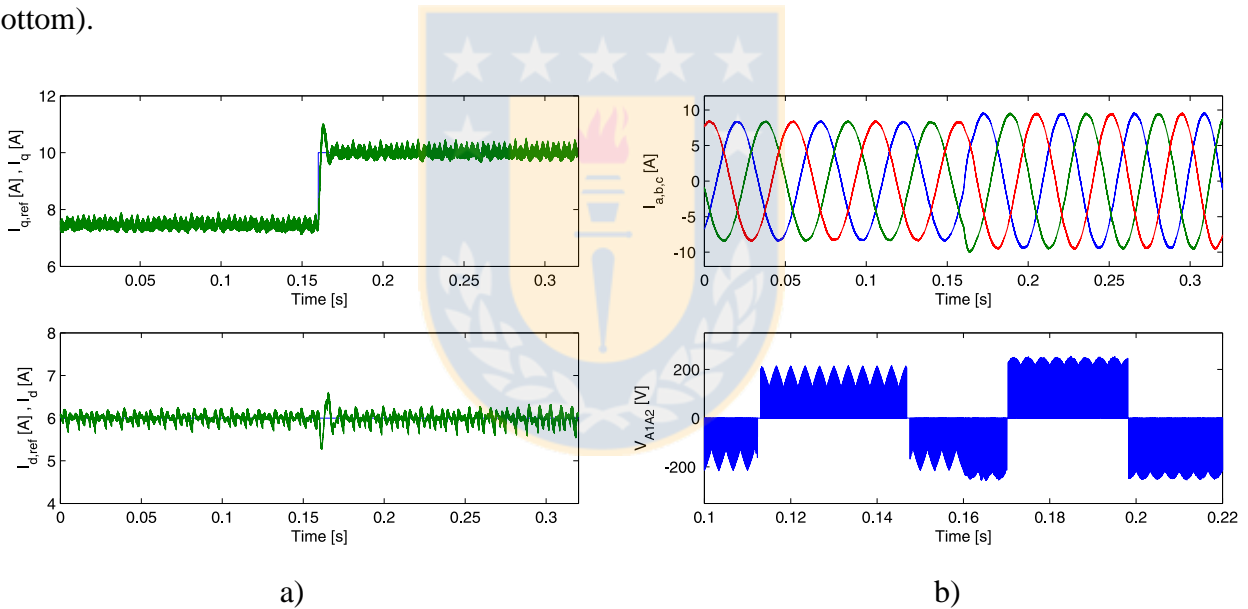 ottom).
12
10
8
6
I_q,ref [A] , I_q [A]
0.05 0.1 0.15 0.2 0.25 0.3
Time [s]
8
7
6
5
4
I_d,ref [A] , I_d [A]
0 0.05 0.1 0.15 0.2 0.25 0.3
Time [s]
a)
10
5
0
-5
-10
I_a,b,c [A]
0 0.05 0.1 0.15 0.2 0.25 0.3
Time [s]
200
0
-200
V_A1A2 [V]
0.1 0.12 0.14 0.16 0.18 0.2 0.22
Time [s]
b)